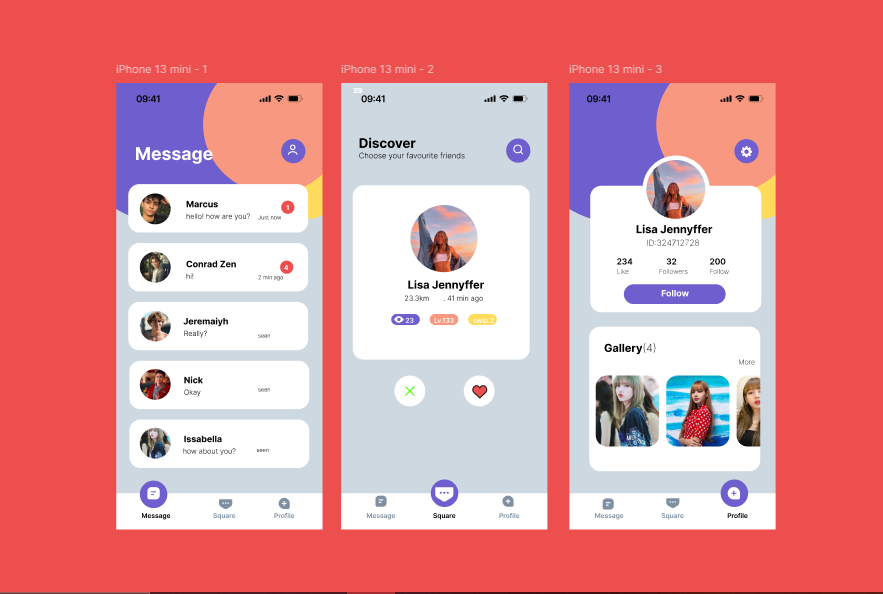 iPhone 13 mini - 1
09:41
Message
Marcus
hello! how are you?
Just now
1
Conrad Zen
hi!
2 min ago
4
Jeremaiyh
Really?
seen
Nick
Okay
seen
Issabella
how about you?
seen
Message
Square
Profile
iPhone 13 mini - 2
23
09:41
Discover
Choose your favourite friends
Lisa Jennyffer
23.3km . 41 min ago
23
Lv.133
Message
Square
Profile
iPhone 13 mini - 3
09:41
Lisa Jennyffer
ID:324712728
234
32
200
Like
Followers
Follow
Follow
Gallery(4)
More
Message
Square
Profile